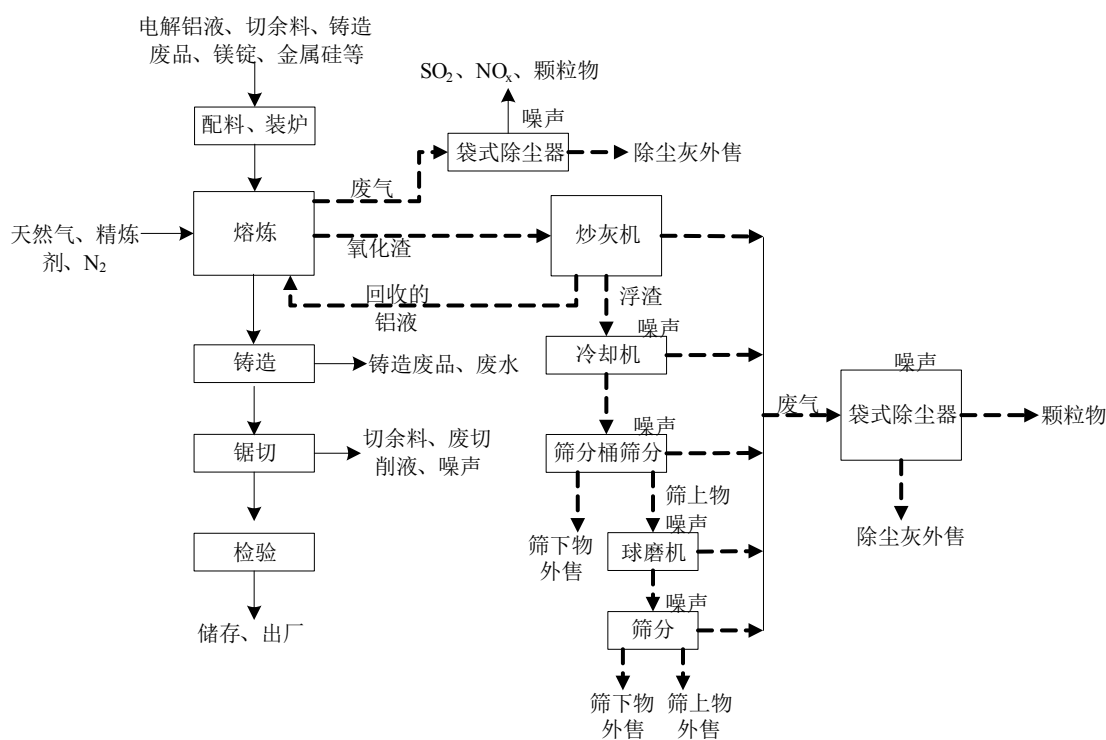 电解铝液、切余料、铸造
废品、镁锭、金属硅等
SO2、NOx、颗粒物
噪声
配料、装炉
袋式除尘器
除尘灰外售
废气
天然气、精炼
剂、N2
熔炼
氧化渣
炒灰机
回收的
铝液
浮渣
噪声
冷却机
铸造
铸造废品、废水
噪声
废气
袋式除尘器
颗粒物
噪声
筛分桶筛分
锯切
切余料、废切
削液、噪声
筛上物
噪声
除尘灰外售
筛下物
外售
球磨机
检验
噪声
筛分
储存、出厂
筛下物
外售
筛上物
外售